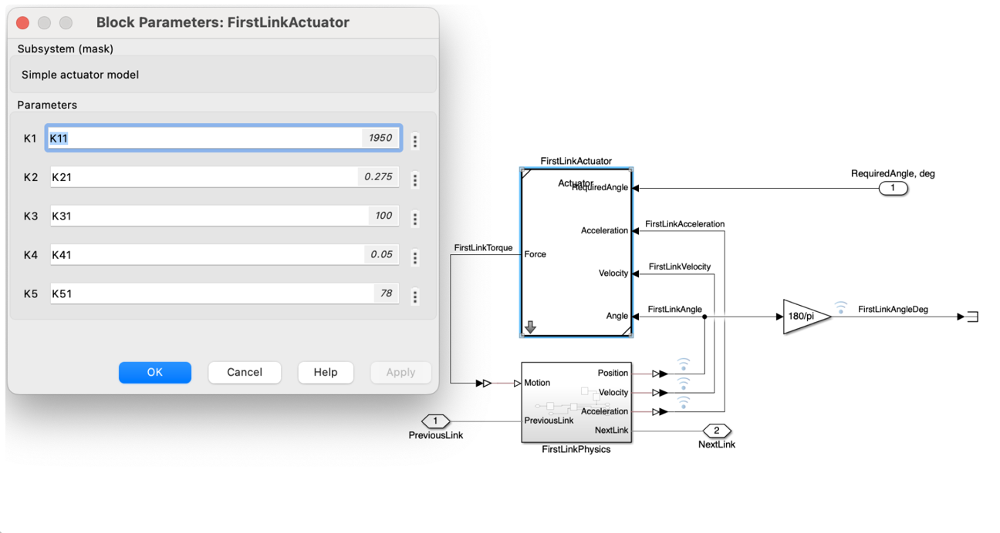 Block Parameters: FirstLinkActuator
Subsystem (mask)
Simple actuator model
Parameters
K1 K11 1950
K2 K21 0.275
K3 K31 100
K4 K41 0.05
K5 K51 78
OK Cancel Help Apply
FirstLinkActuator
Actuator
RequiredAngle
Acceleration
Force
Velocity
Angle
RequiredAngle, deg
1
FirstLinkAcceleration
FirstLinkTorque
FirstLinkVelocity
FirstLinkAngle
180/pi
FirstLinkAngleDeg
Position
Motion
Velocity
Acceleration
PreviousLink
NextLink
FirstLinkPhysics
1
PreviousLink
2
NextLink